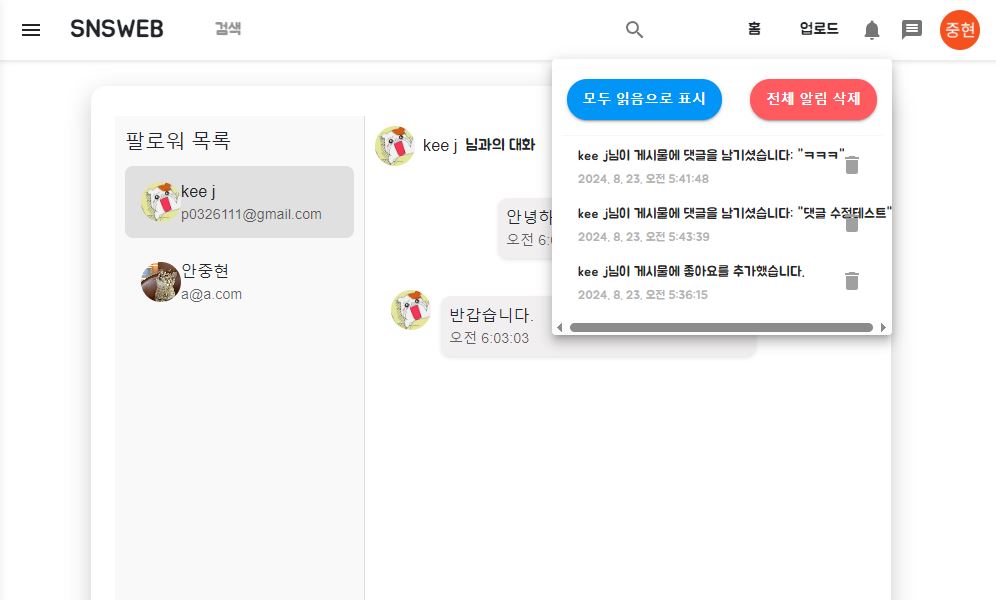 SNSWEB 검색 홈 업로드 중현
모두 읽음으로 표시 전체 알림 삭제
kee j님이 게시물에 댓글을 남기셨습니다: "ㅋㅋㅋ"
2024. 8. 23. 오전 5:41:48
kee j님이 게시물에 댓글을 남기셨습니다: "댓글 수정테스트"
2024. 8. 23. 오전 5:43:39
kee j님이 게시물에 좋아요를 추가했습니다.
2024. 8. 23. 오전 5:36:15
팔로워 목록
kee j
p0326111@gmail.com
안중현
a@a.com
kee j 님과의 대화
안녕하
오전 6:0
반갑습니다.
오전 6:03:03